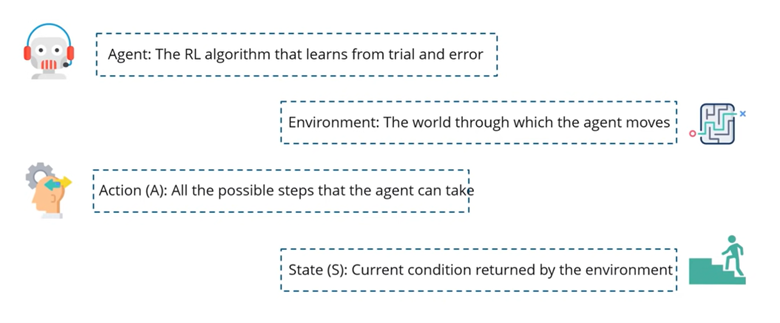 Agent: The RL algorithm that learns from trial and error
Environment: The world through which the agent moves
Action (A): All the possible steps that the agent can take
State (S): Current condition returned by the environment